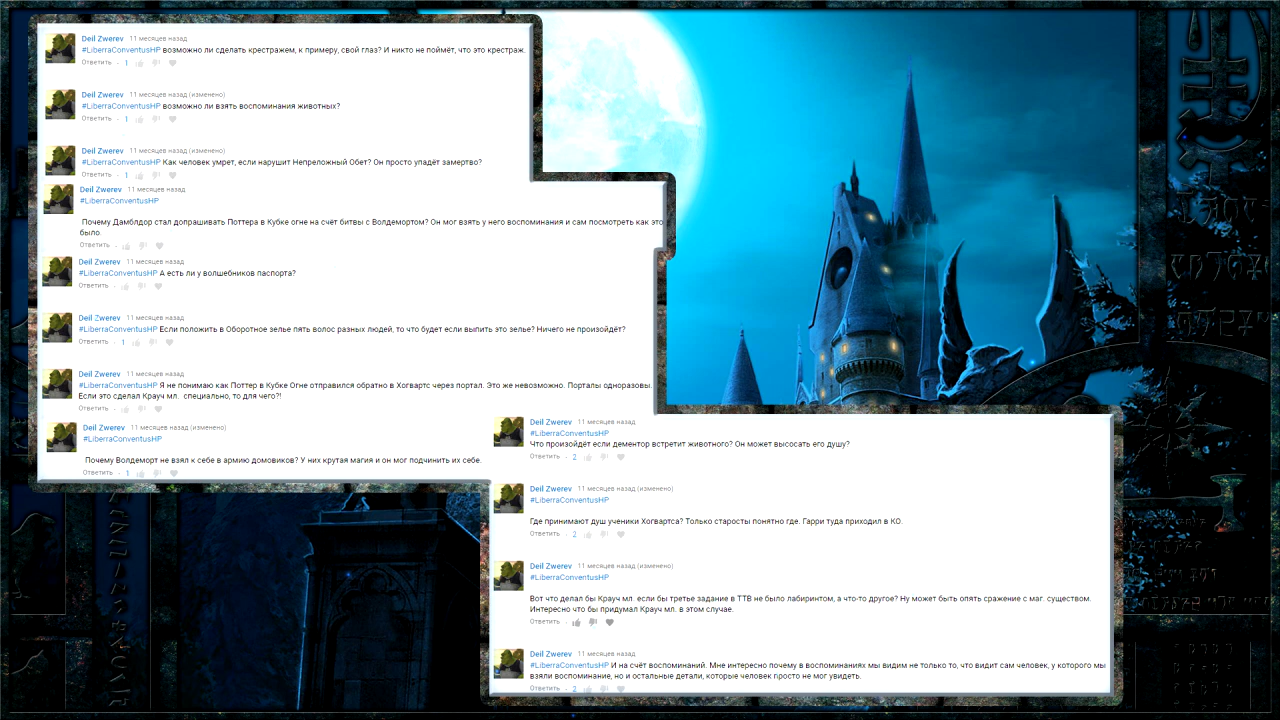 Deil Zwerev 11 месяцев назад
#LiberraConventusHP возможно ли сделать крестражем, к примеру, свой глаз? И никто не поймёт, что это крестраж.
Ответить · 1
Deil Zwerev 11 месяцев назад (изменено)
#LiberraConventusHP возможно ли взять воспоминания животных?
Ответить · 1
Deil Zwerev 11 месяцев назад (изменено)
#LiberraConventusHP Как человек умрет, если нарушит Непреложный Обет? Он просто упадёт замертво?
Ответить · 1
Deil Zwerev 11 месяцев назад
#LiberraConventusHP
Почему Дамблдор стал допрашивать Поттера в Кубке огне на счёт битвы с Волдемортом? Он мог взять у него воспоминания и сам посмотреть как это
было.
Ответить ·
Deil Zwerev 11 месяцев назад
#LiberraConventusHP А есть ли у волшебников паспорта?
Ответить ·
Deil Zwerev 11 месяцев назад
#LiberraConventusHP Если положить в Оборотное зелье пять волос разных людей, то что будет если выпить это зелье? Ничего не произойдёт?
Ответить · 1
Deil Zwerev 11 месяцев назад
#LiberraConventusHP Я не понимаю как Поттер в Кубке Огне отправился обратно в Хогвартс через портал. Это же невозможно. Порталы одноразовы.
Если это сделал Крауч мл. специально, то для чего?!
Ответить ·
Deil Zwerev 11 месяцев назад (изменено)
#LiberraConventusHP
Почему Волдеморт не взял к себе в армию домовиков? У них крутая магия и он мог подчинить их себе.
Ответить · 1
Deil Zwerev 11 месяцев назад
#LiberraConventusHP
Что произойдёт если дементор встретит животного? Он может высосать его душу?
Ответить · 2
Deil Zwerev 11 месяцев назад (изменено)
#LiberraConventusHP
Где принимают душ ученики Хогвартса? Только старосты понятно где. Гарри туда приходил в КО.
Ответить · 2
Deil Zwerev 11 месяцев назад (изменено)
#LiberraConventusHP
Вот что делал бы Крауч мл. если бы третье задание в ТТВ не было лабиринтом, а что-то другое? Ну может быть опять сражение с маг. существом.
Интересно что бы придумал Крауч мл. в этом случае.
Ответить ·
Deil Zwerev 11 месяцев назад
#LiberraConventusHP И на счёт воспоминаний. Мне интересно почему в воспоминаниях мы видим не только то, что видит сам человек, у которого мы
взяли воспоминание, но и остальные детали, которые человек просто не мог увидеть.
Ответить · 2